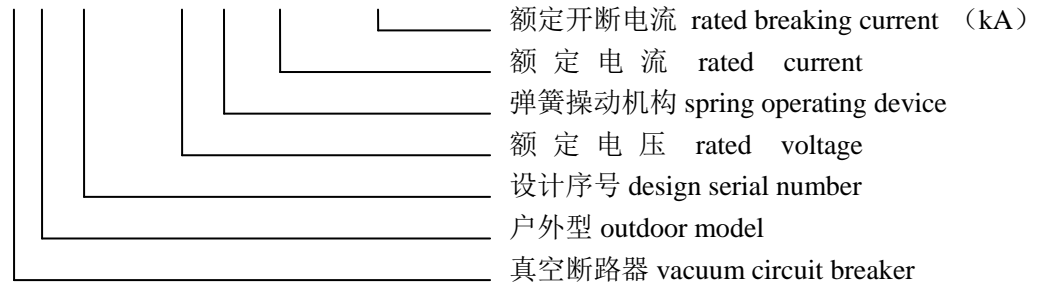 额定开断电流 rated breaking current （kA）
额 定 电 流 rated current
弹簧操动机构 spring operating device
额 定 电 压 rated voltage
设计序号 design serial number
户外型 outdoor model
真空断路器 vacuum circuit breaker